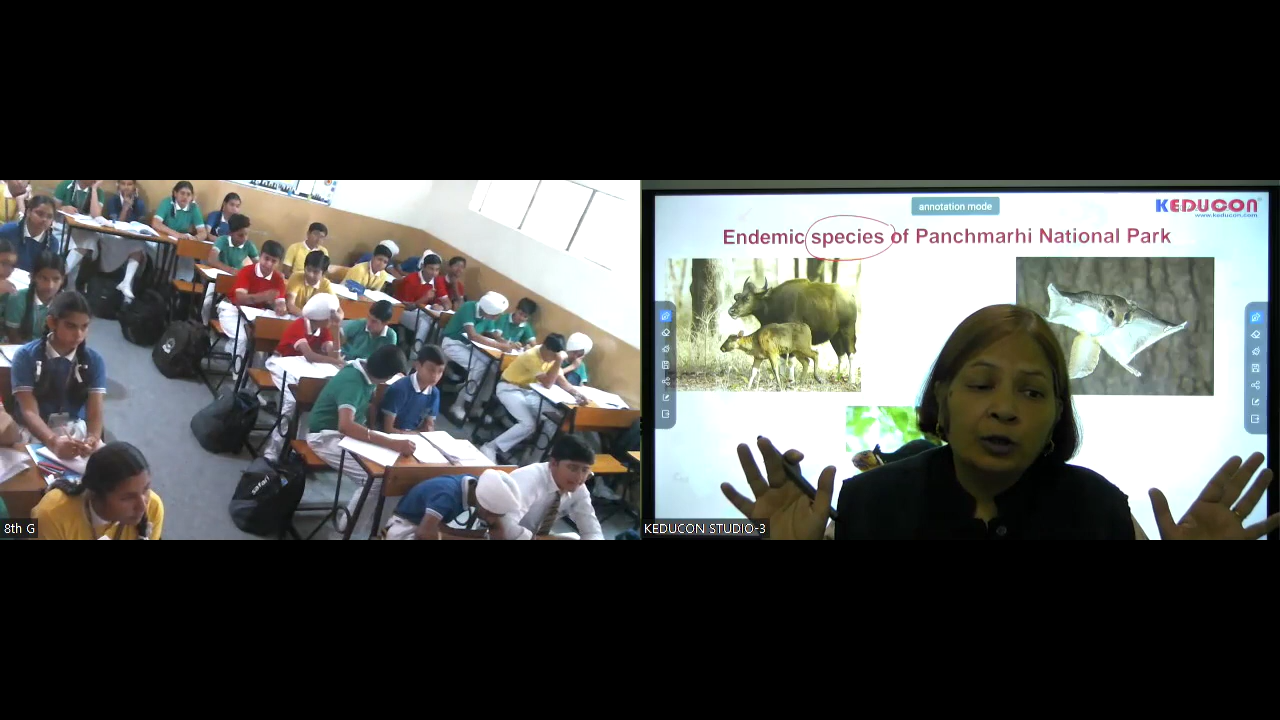 annotation mode
KEDUCON
www.keducon.com
Endemic species of Panchmarhi National Park
safari
8th G
KEDUCON STUDIO-3